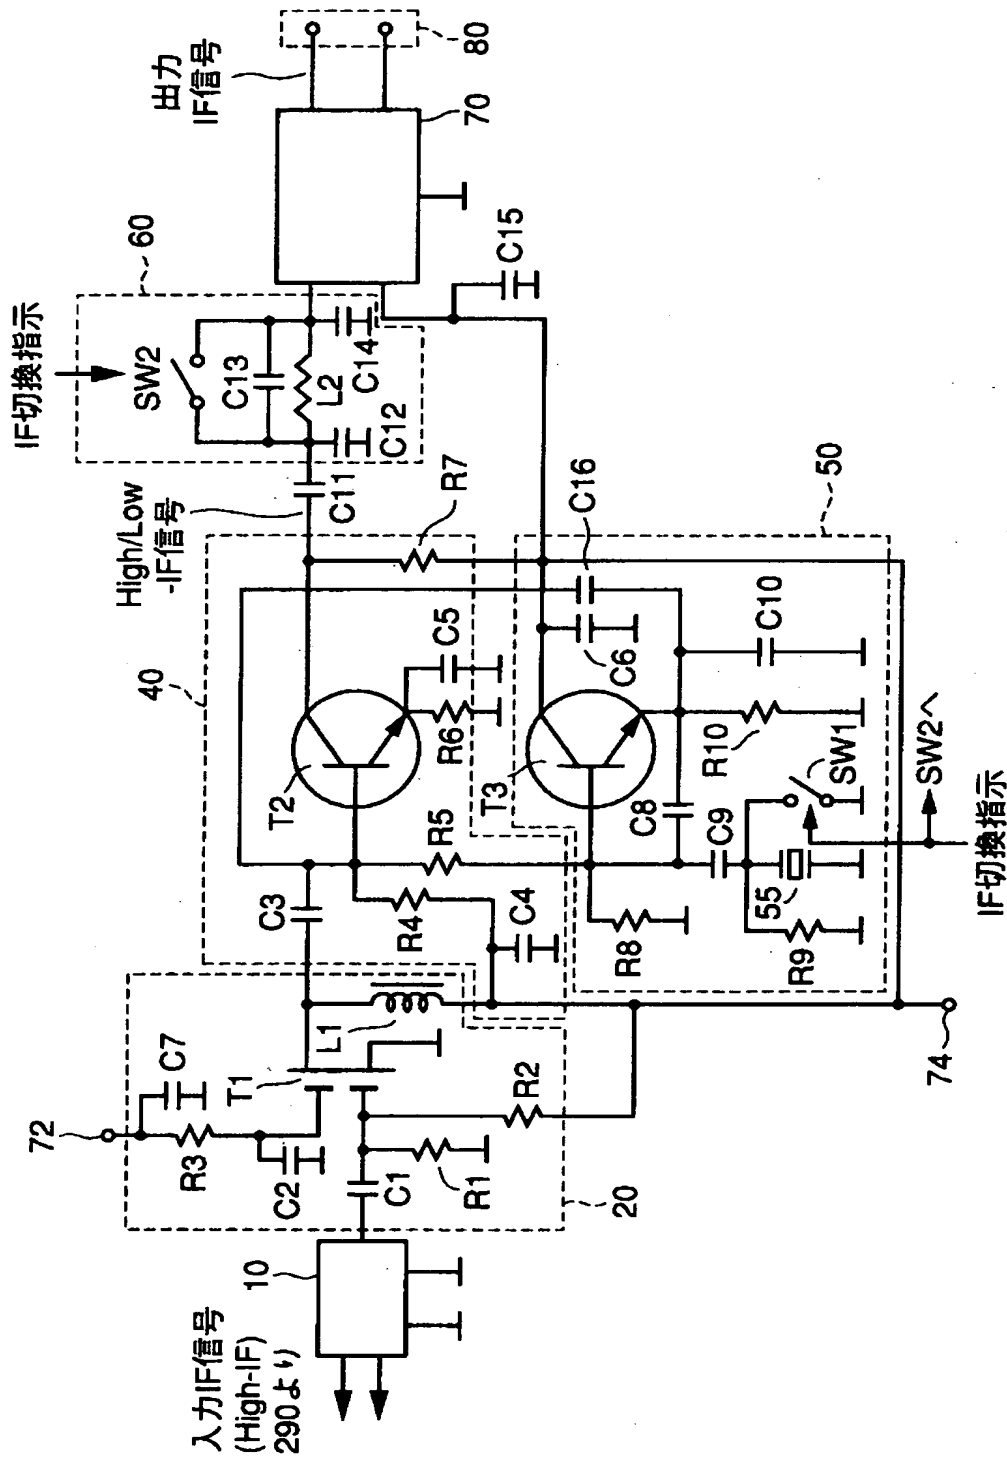 入力IF信号
(High-IF)
290より
10
72
C7
R3
C2
C1
R1
T1
L1
R2
20
74
C3
R4
C4
R5
T2
40
R6
C5
High/Low
-IF信号
C11
R7
IF切換指示
SW2
60
C13
L2
C12
C14
C15
70
出力
IF信号
80
T3
C6
C16
50
R8
C8
C9
R9
55
SW1
R10
C10
SW2へ
IF切換指示